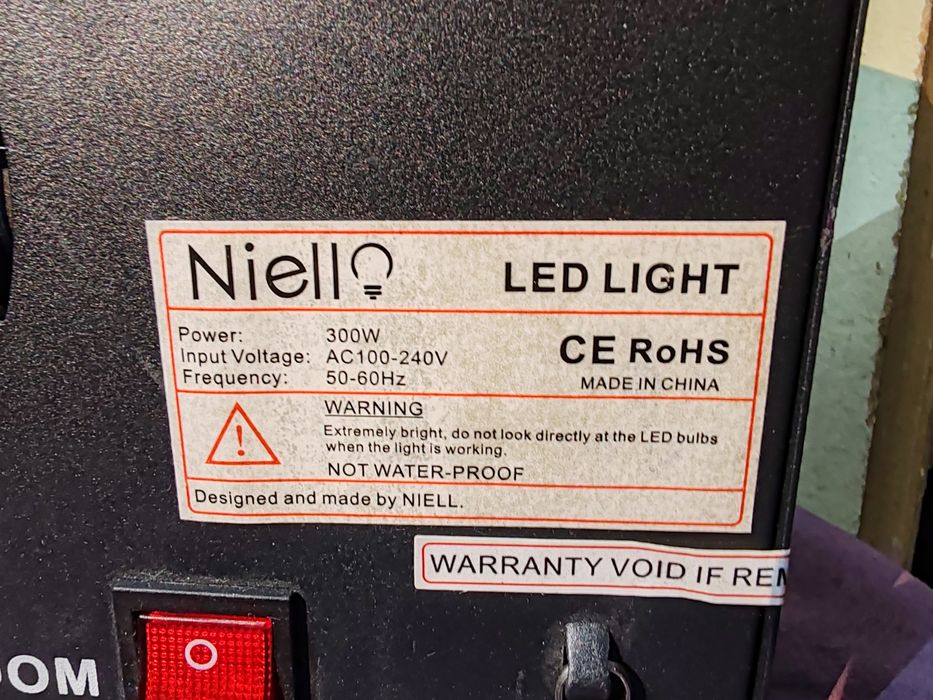 Niello
LED LIGHT
Power: 300W
Input Voltage: AC100-240V
Frequency: 50-60Hz
CE RoHS
MADE IN CHINA
WARNING
Extremely bright, do not look directly at the LED bulbs
when the light is working.
NOT WATER-PROOF
Designed and made by NIELL.
WARRANTY VOID IF REM
OOM